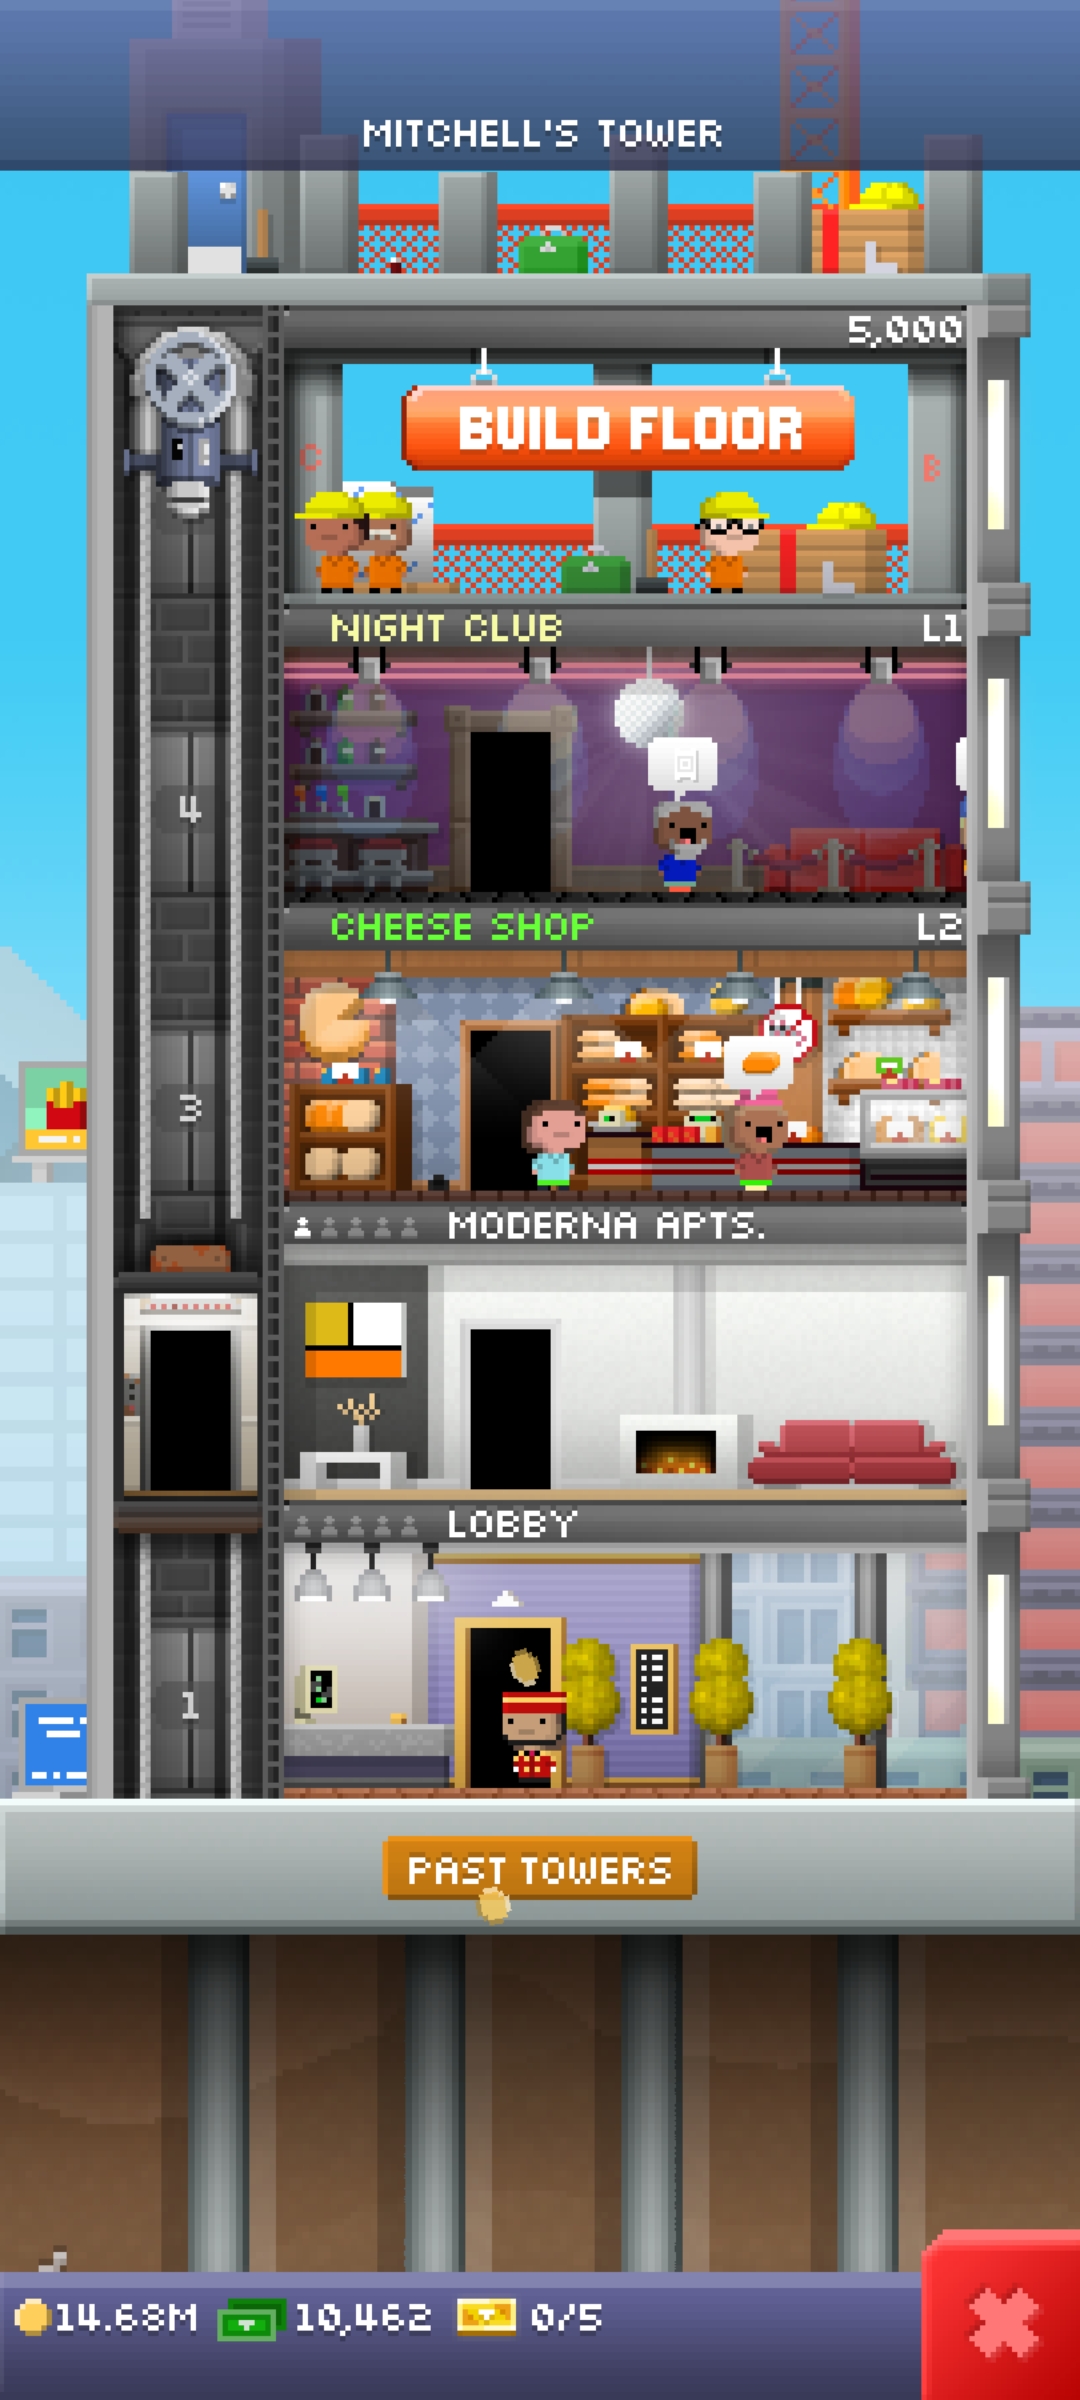 MITCHELL'S TOWER
5,000
BUILD FLOOR
C
B
NIGHT CLUB L1
4
CHEESE SHOP L2
3
MODERNA APTS.
LOBBY
1
PAST TOWERS
14.68M 10,462 0/5